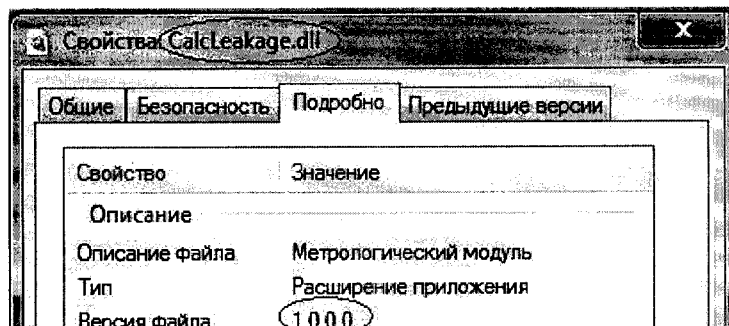 Свойства: CalcLeakage.dll
Общие Безопасность Подробно Предыдущие версии
Свойство Значение
Описание
Описание файла Метрологический модуль
Тип Расширение приложения
Версия файла 1.0.0.0